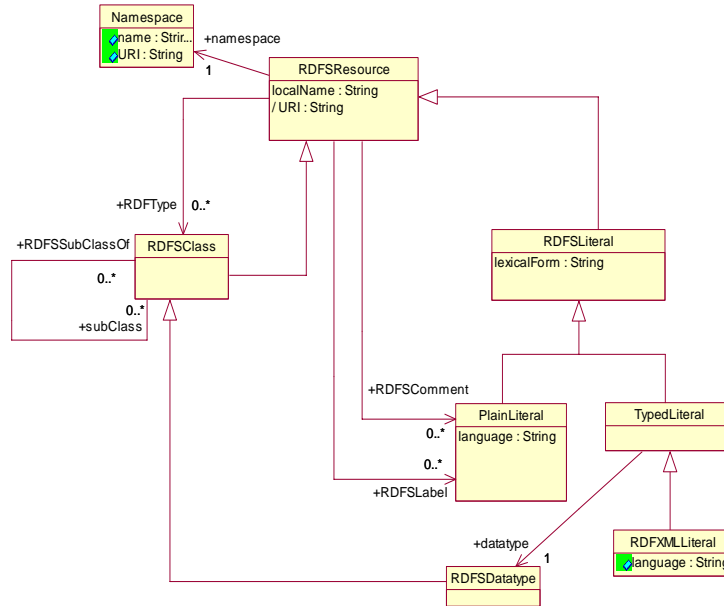 Namespace
name : Strir...
URI : String
+namespace
1
RDFSResource
localName : String
/ URI : String
+RDFType
0..*
+RDFSSubClassOf
RDFSClass
0..*
0..*
+subClass
RDFSLiteral
lexicalForm : String
+RDFSComment
0..*
PlainLiteral
language : String
TypedLiteral
0..*
+RDFSLabel
+datatype
1
RDFXMLLiteral
language : String
RDFSDatatype